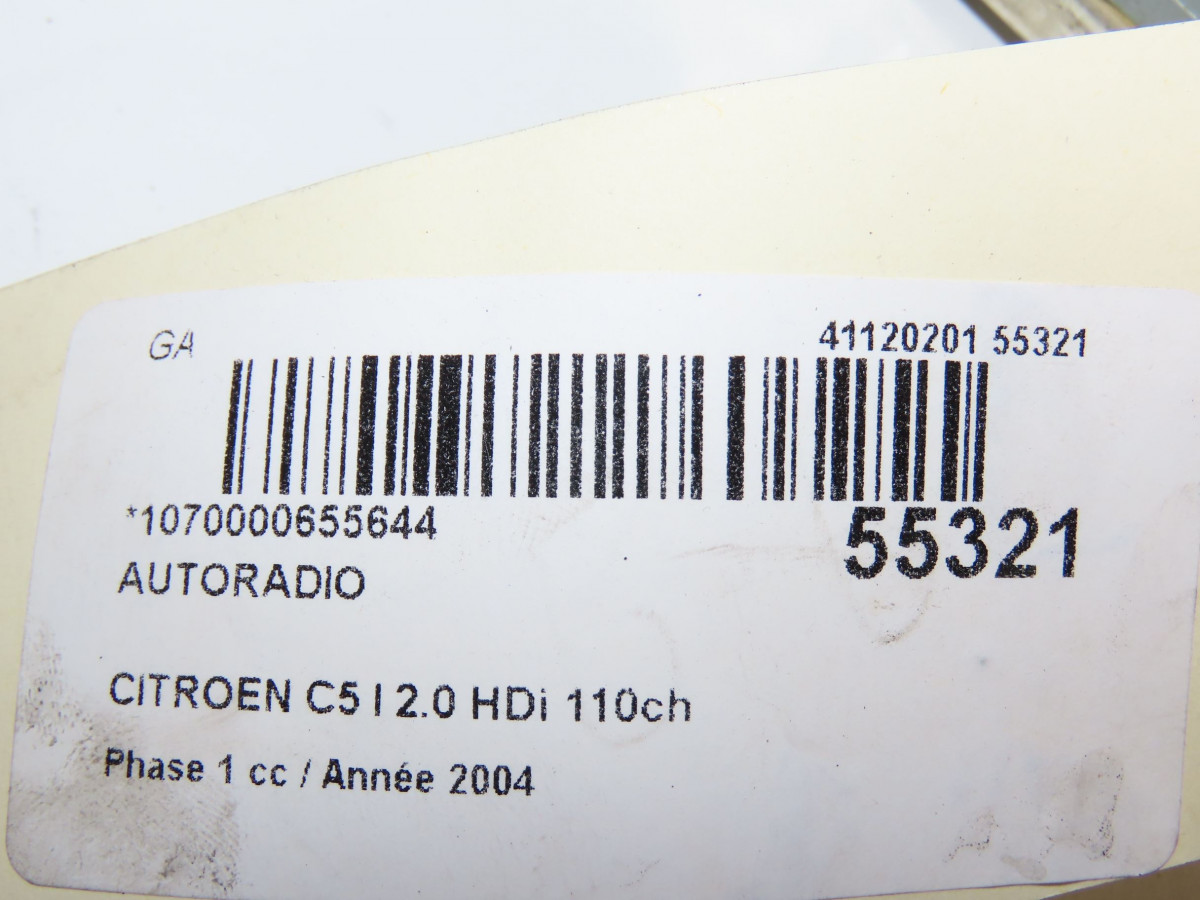 GA
41120201 55321
*1070000655644
55321
AUTORADIO
CITROEN C5 I 2.0 HDi 110ch
Phase 1 cc / Année 2004